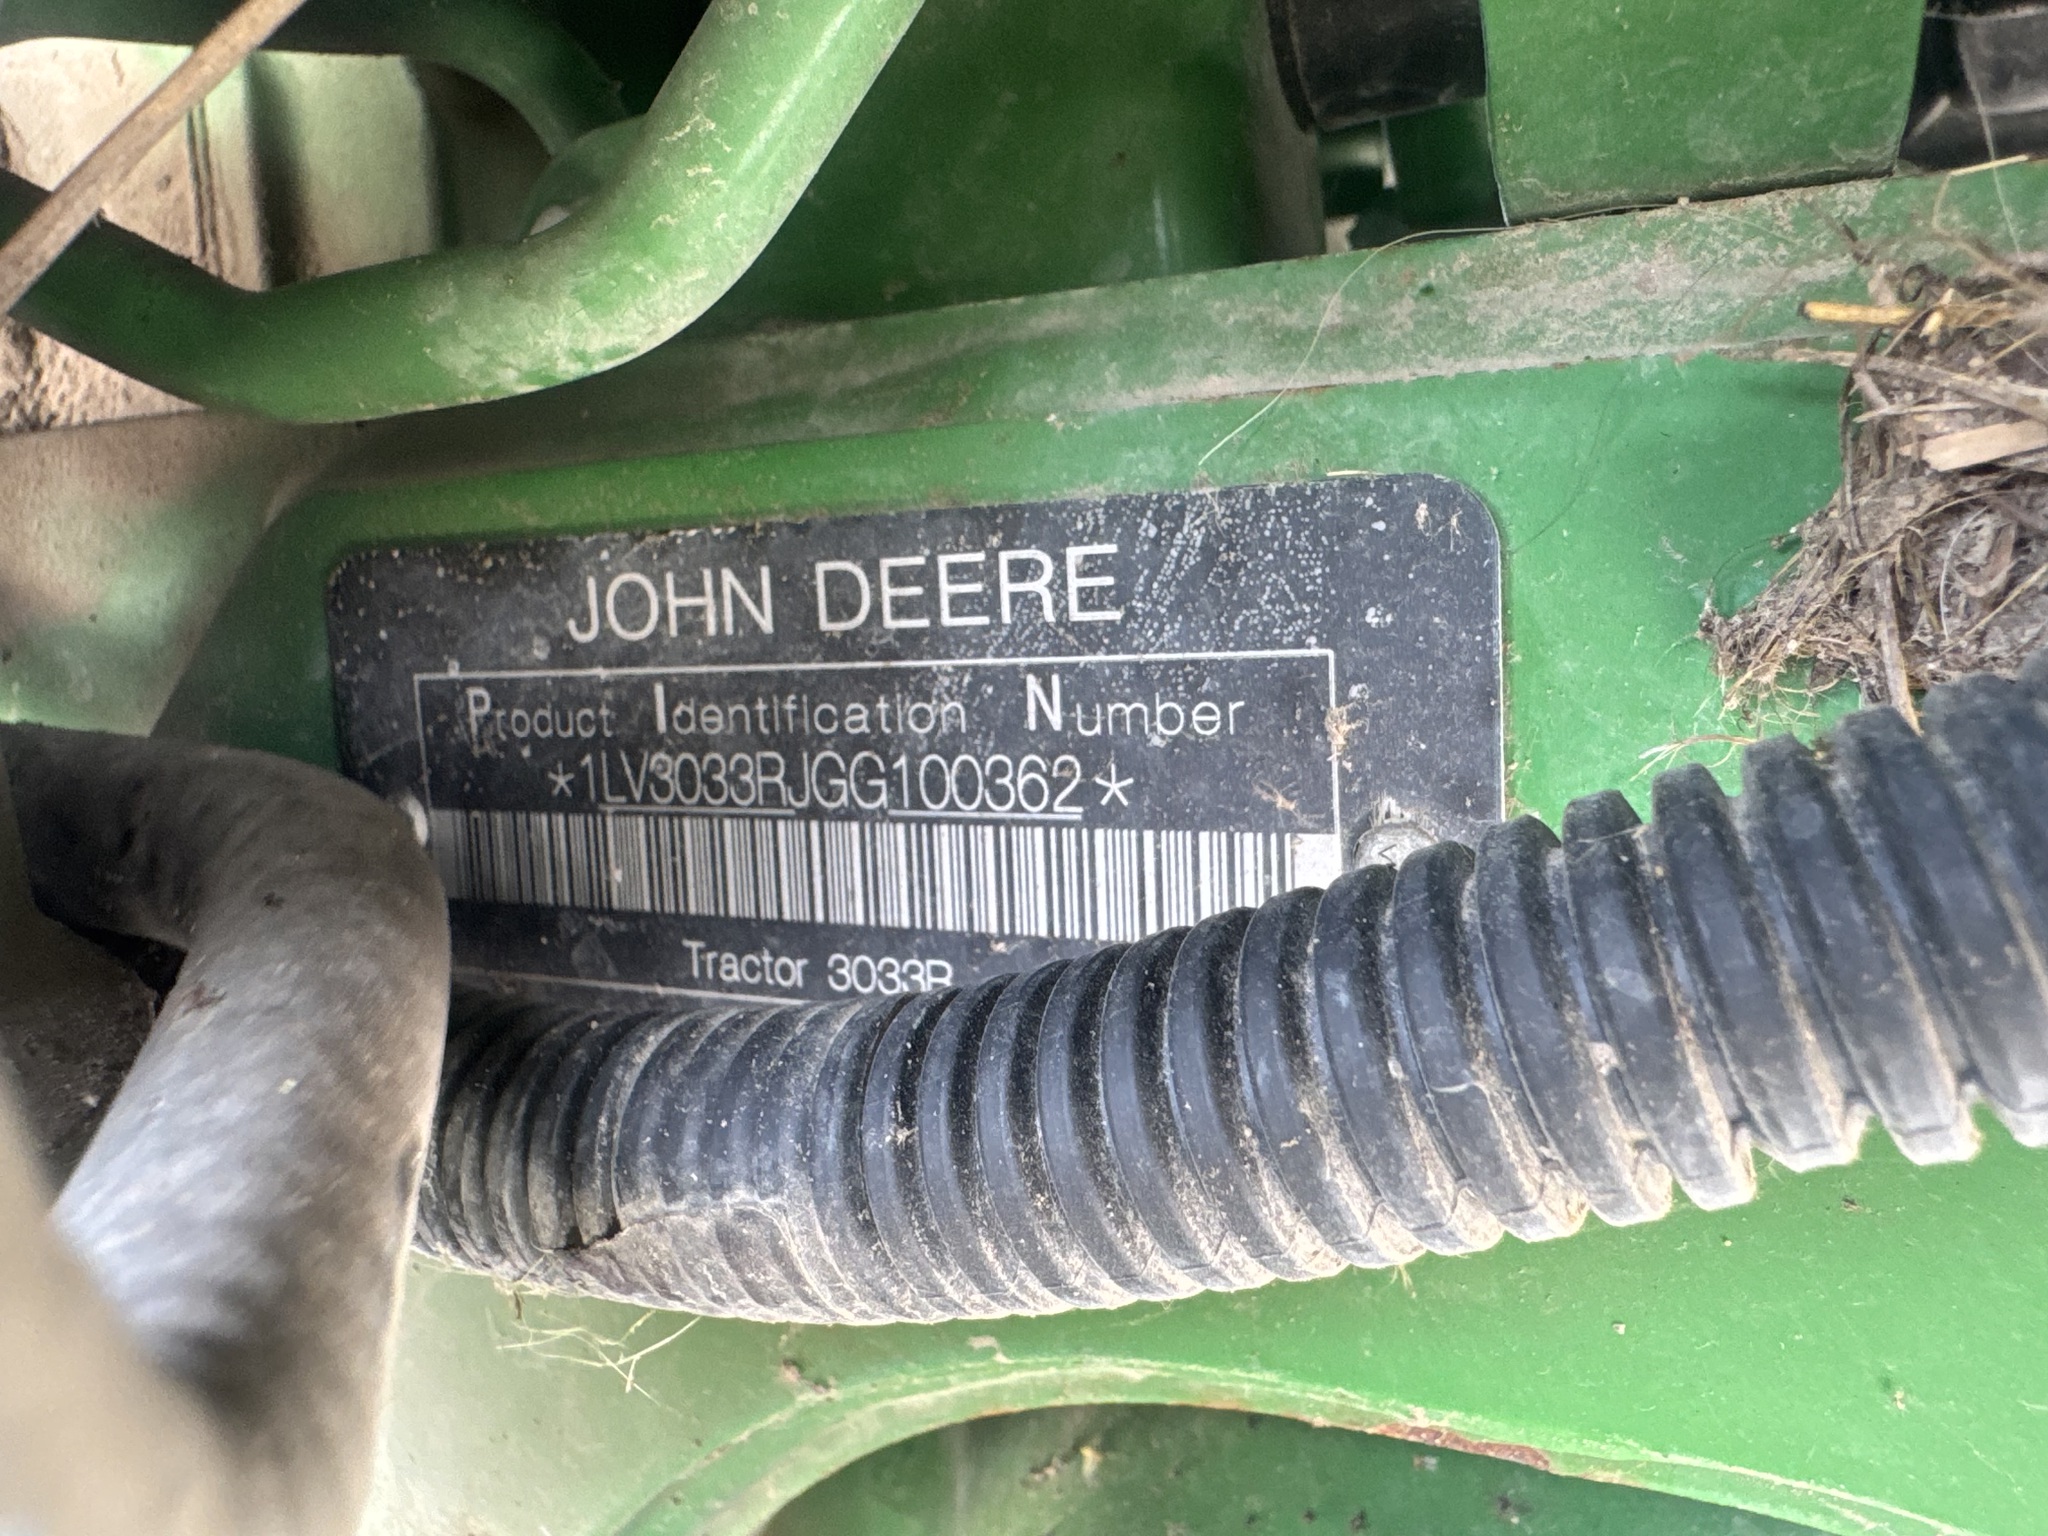 JOHN DEERE
Product Identification Number
*1LV3033RJGG100362*
Tractor 3033R